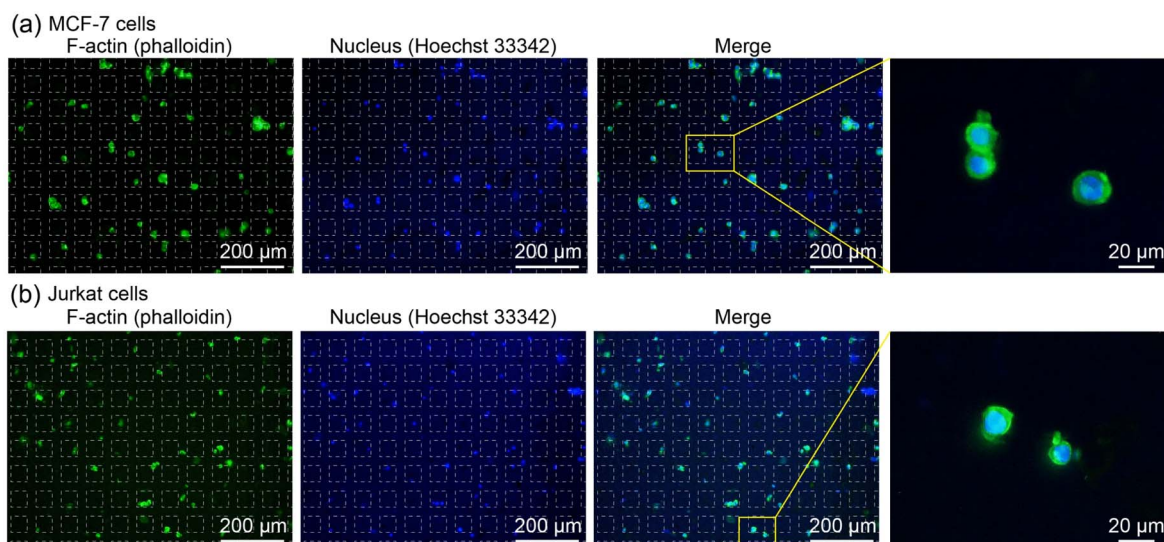 (a) MCF-7 cells
F-actin (phalloidin) Nucleus (Hoechst 33342) Merge
200 µm 200 µm 200 µm 20 µm
(b) Jurkat cells
F-actin (phalloidin) Nucleus (Hoechst 33342) Merge
200 µm 200 µm 200 µm 20 µm